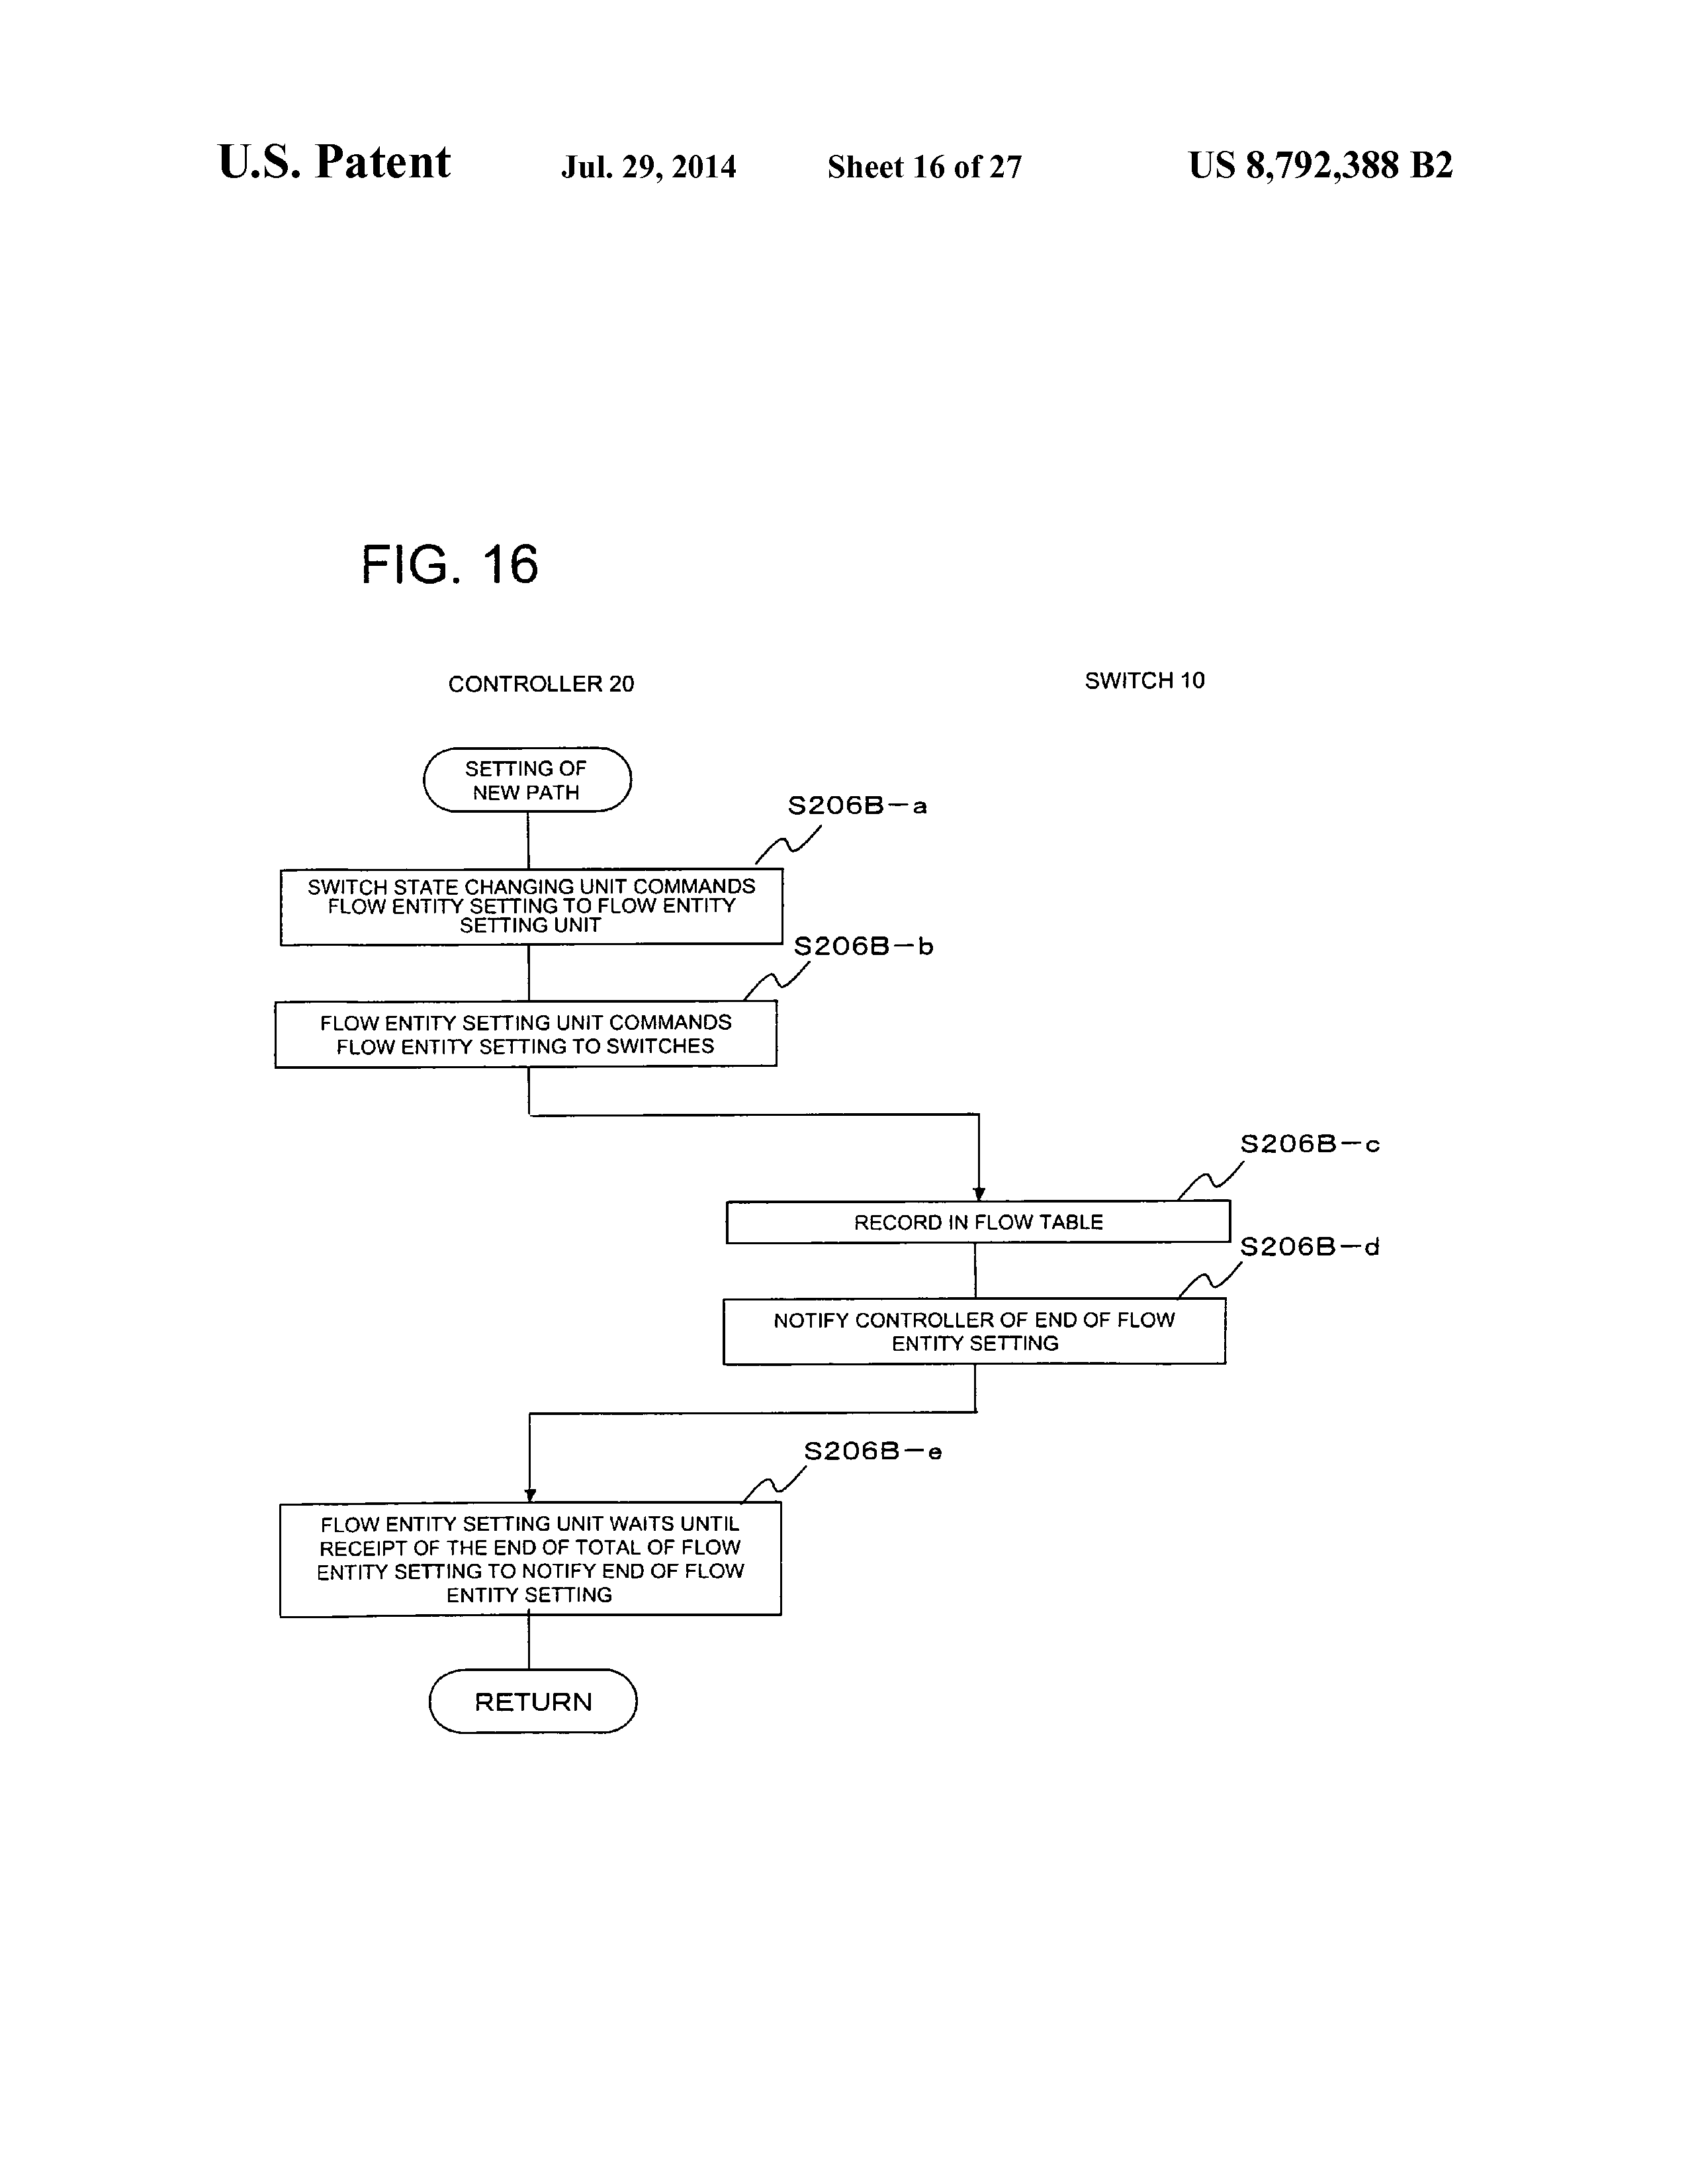 U.S. Patent Jul. 29, 2014 Sheet 16 of 27 US 8,792,388 B2
FIG. 16
CONTROLLER 20
SWITCH 10
SETTING OF
NEW PATH
S206B-a
SWITCH STATE CHANGING UNIT COMMANDS
FLOW ENTITY SETTING TO FLOW ENTITY
SETTING UNIT
S206B-b
FLOW ENTITY SETTING UNIT COMMANDS
FLOW ENTITY SETTING TO SWITCHES
S206B-c
RECORD IN FLOW TABLE
S206B-d
NOTIFY CONTROLLER OF END OF FLOW
ENTITY SETTING
S206B-e
FLOW ENTITY SETTING UNIT WAITS UNTIL
RECEIPT OF THE END OF TOTAL OF FLOW
ENTITY SETTING TO NOTIFY END OF FLOW
ENTITY SETTING
RETURN